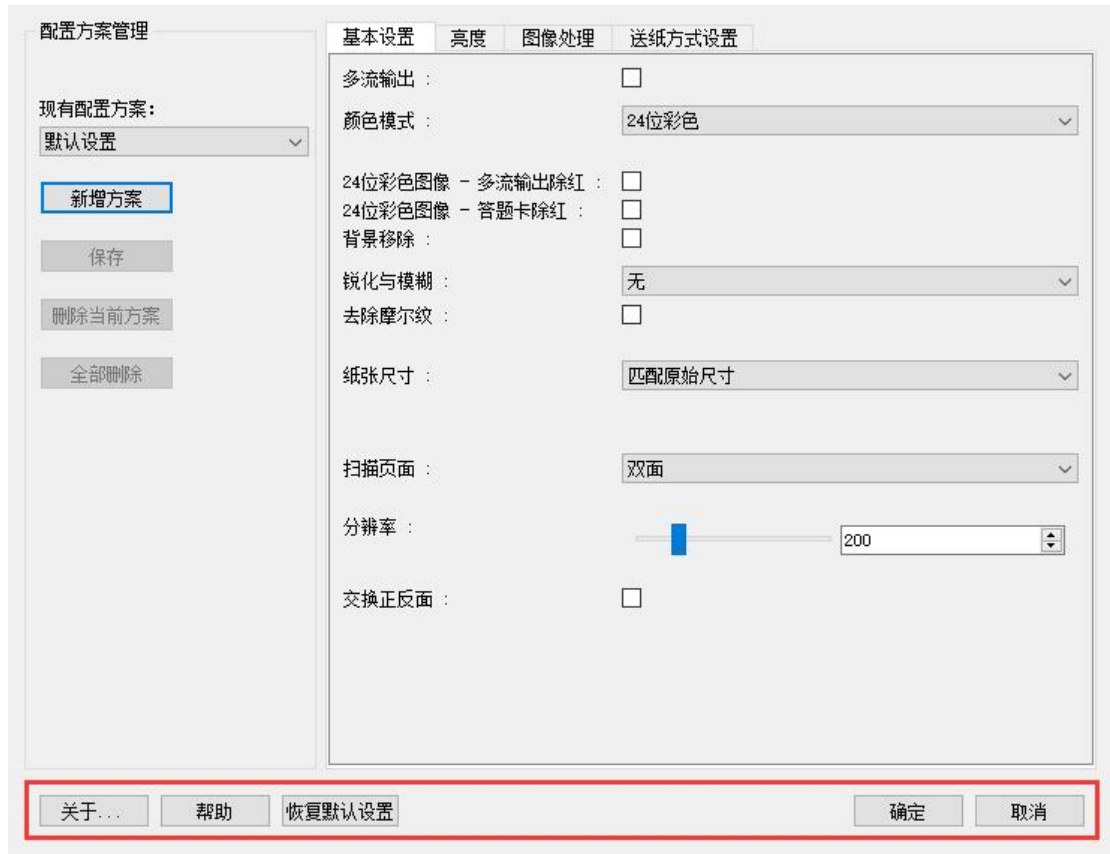 配置方案管理
现有配置方案：
默认设置
新增方案
保存
删除当前方案
全部删除
基本设置 亮度 图像处理 送纸方式设置
多流输出 :
颜色模式 : 24位彩色
24位彩色图像 - 多流输出除红 :
24位彩色图像 - 答题卡除红 :
背景移除 :
锐化与模糊 : 无
去除摩尔纹 :
纸张尺寸 : 匹配原始尺寸
扫描页面 : 双面
分辨率 : 200
交换正反面 :
关于... 帮助 恢复默认设置 确定 取消